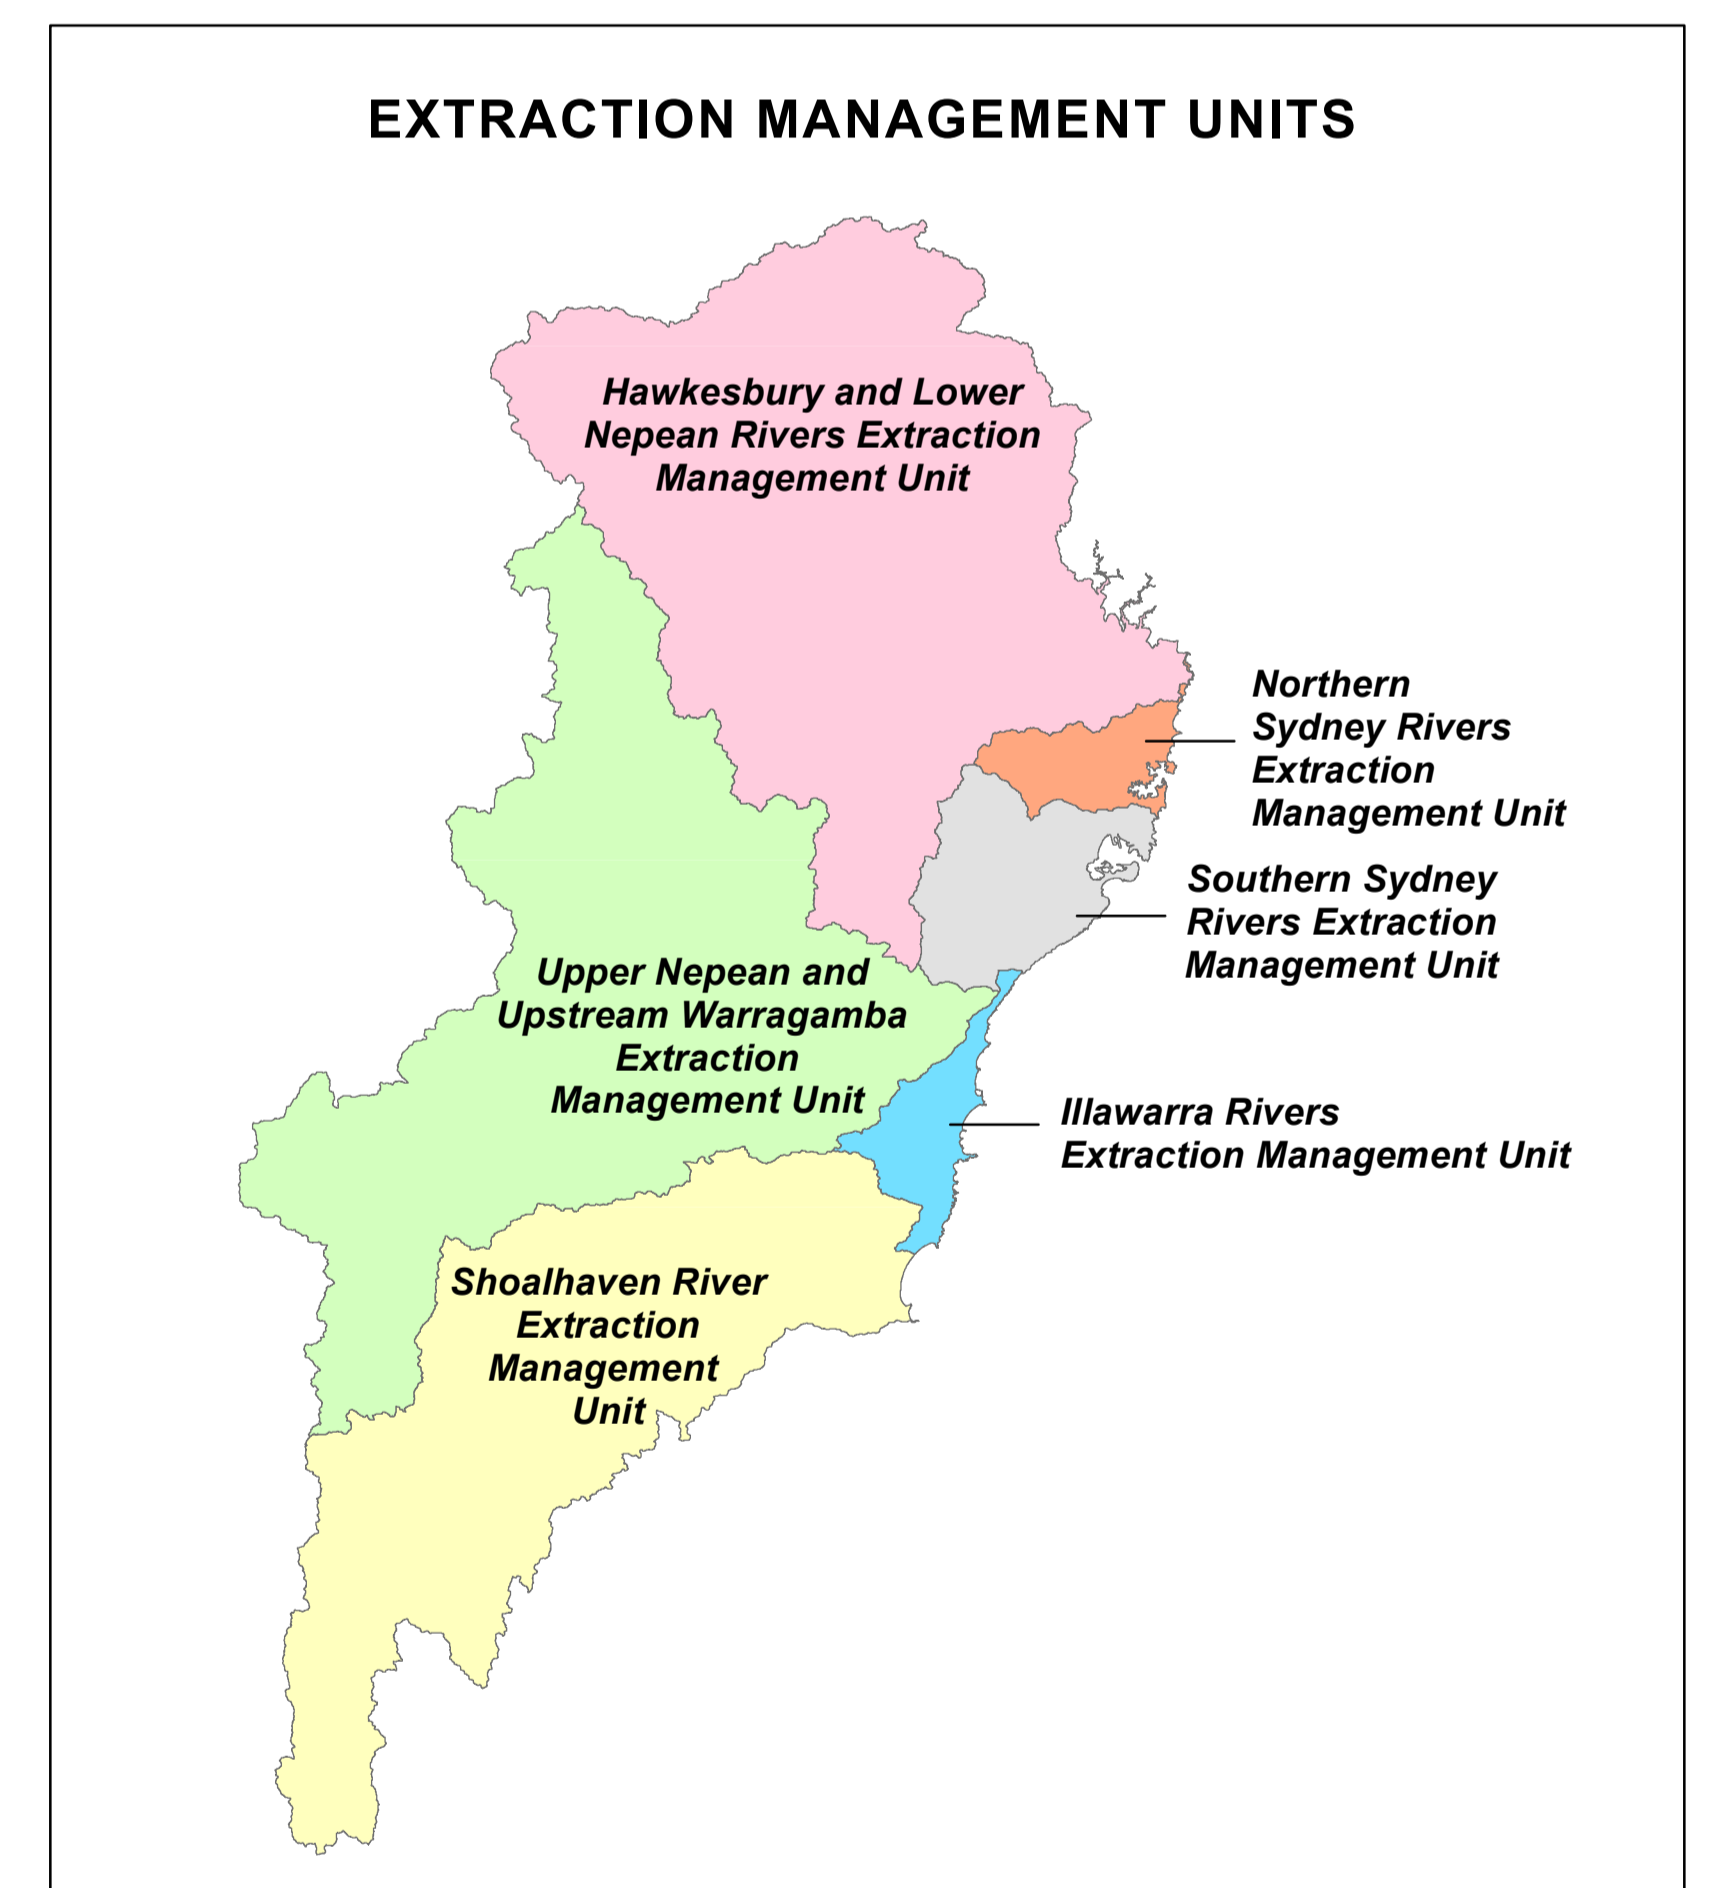 EXTRACTION MANAGEMENT UNITS
Hawkesbury and Lower
Nepean Rivers Extraction
Management Unit
Northern
Sydney Rivers
Extraction
Management Unit
Southern Sydney
Rivers Extraction
Management Unit
Upper Nepean and
Upstream Warragamba
Extraction
Management Unit
Illawarra Rivers
Extraction Management Unit
Shoalhaven River
Extraction
Management
Unit